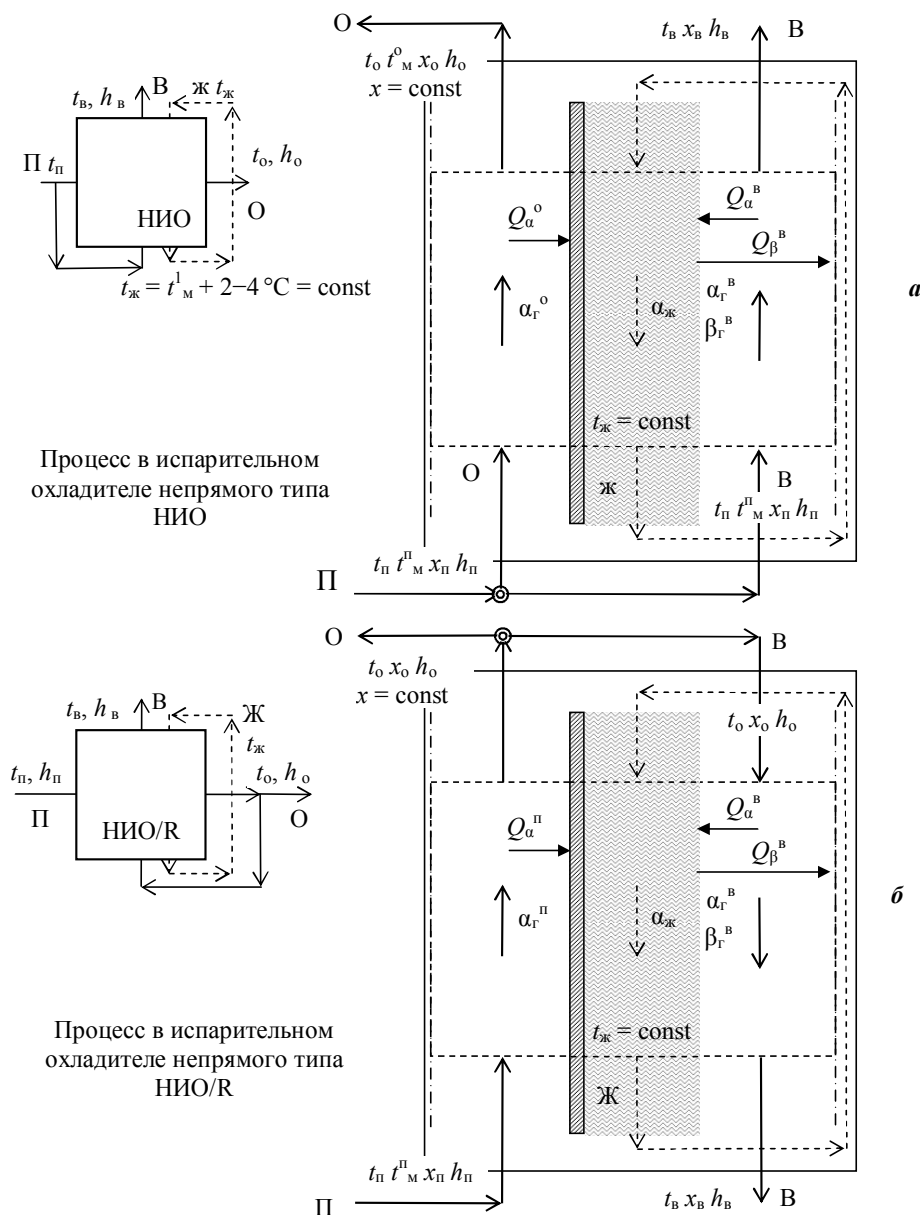 О
t_о t^о_м x_о h_о
x = const
t_в x_в h_в
В
В
ж t_ж
t_в, h_в
t_о, h_о
П t_п
О
НИО
t_ж = t^1_м + 2−4 °C = const
Q_α^о
Q_α^в
Q_β^в
α_г^о
α_ж
α_г^в
β_г^в
а
t_ж = const
Процесс в испарительном
охладителе непрямого типа
НИО
О
ж
В
t_п t^п_м x_п h_п
t_п t^п_м x_п h_п
П
О
В
t_о x_о h_о
x = const
t_о x_о h_о
В
t_в, h_в
Ж
t_ж
t_п, h_п
t_о, h_о
П
О
НИО/R
Q_α^п
Q_α^в
Q_β^в
α_г^п
α_ж
α_г^в
β_г^в
б
t_ж = const
Процесс в испарительном
охладителе непрямого типа
НИО/R
Ж
t_п t^п_м x_п h_п
П
t_в x_в h_в
В